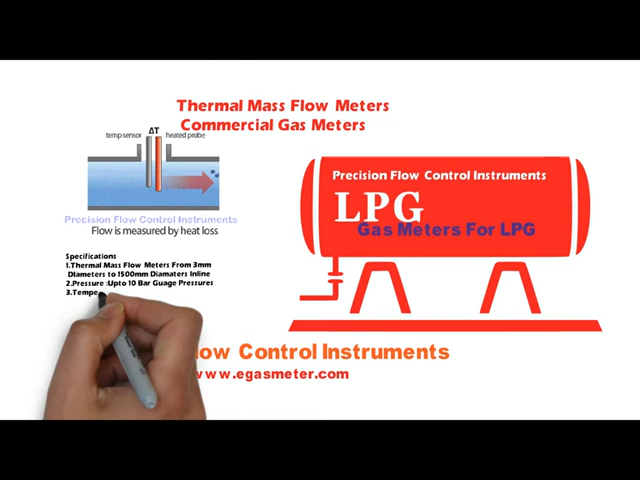 Thermal Mass Flow Meters
Commercial Gas Meters
ΔT
temp sensor
heated probe
Precision Flow Control Instruments
Flow is measured by heat loss
Specifications
1.Thermal Mass Flow Meters From 3mm
DIameters to 1500mm Diamaters Inline
2.Pressure :Upto 10 Bar Guage Pressures
3.Tempe
Precision Flow Control Instruments
LPG
Gas Meters For LPG
low Control Instruments
www.egasmeter.com